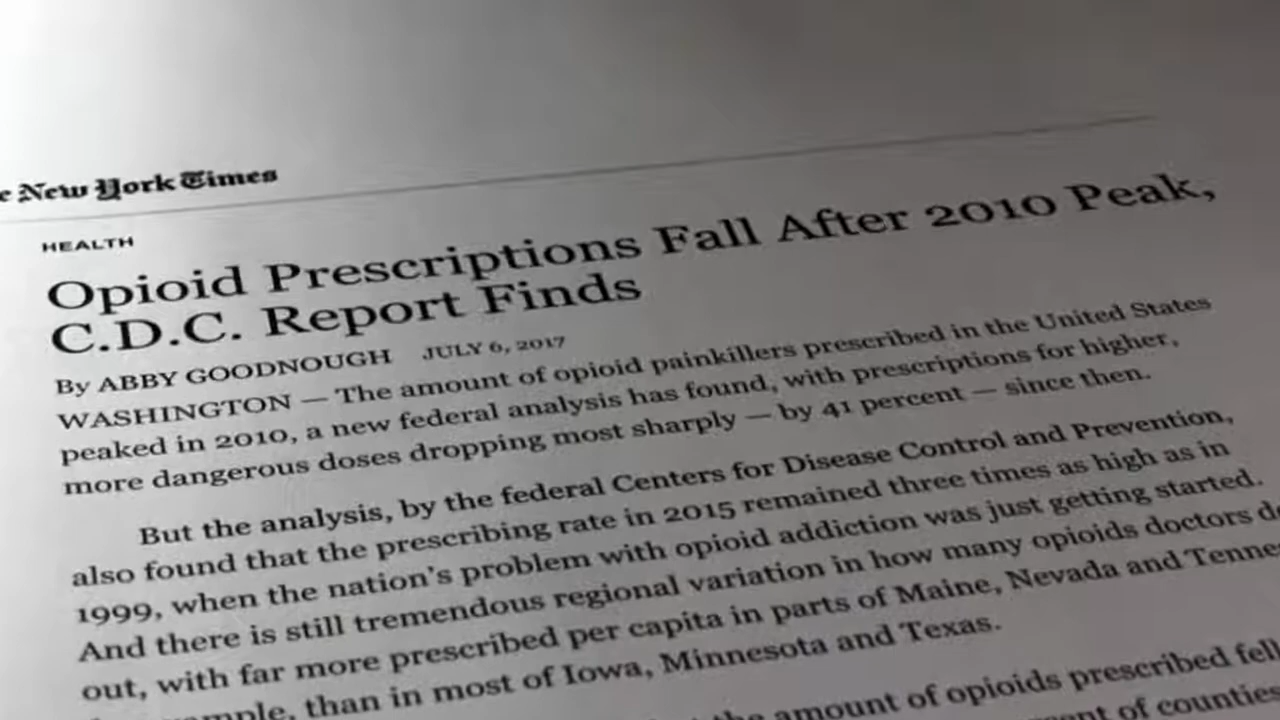 New York Times
HEALTH
Opioid Prescriptions Fall After 2010 Peak,
C.D.C. Report Finds
By ABBY GOODNOUGH JULY 6, 2017
WASHINGTON — The amount of opioid painkillers prescribed in the United States
peaked in 2010, a new federal analysis has found, with prescriptions for higher,
more dangerous doses dropping most sharply — by 41 percent — since then.
But the analysis, by the federal Centers for Disease Control and Prevention,
also found that the prescribing rate in 2015 remained three times as high as in
1999, when the nation's problem with opioid addiction was just getting started.
And there is still tremendous regional variation in how many opioids doctors
out, with far more prescribed per capita in parts of Maine, Nevada and
than in most of Iowa, Minnesota and Texas.
the amount of opioids prescribed fell
of counties